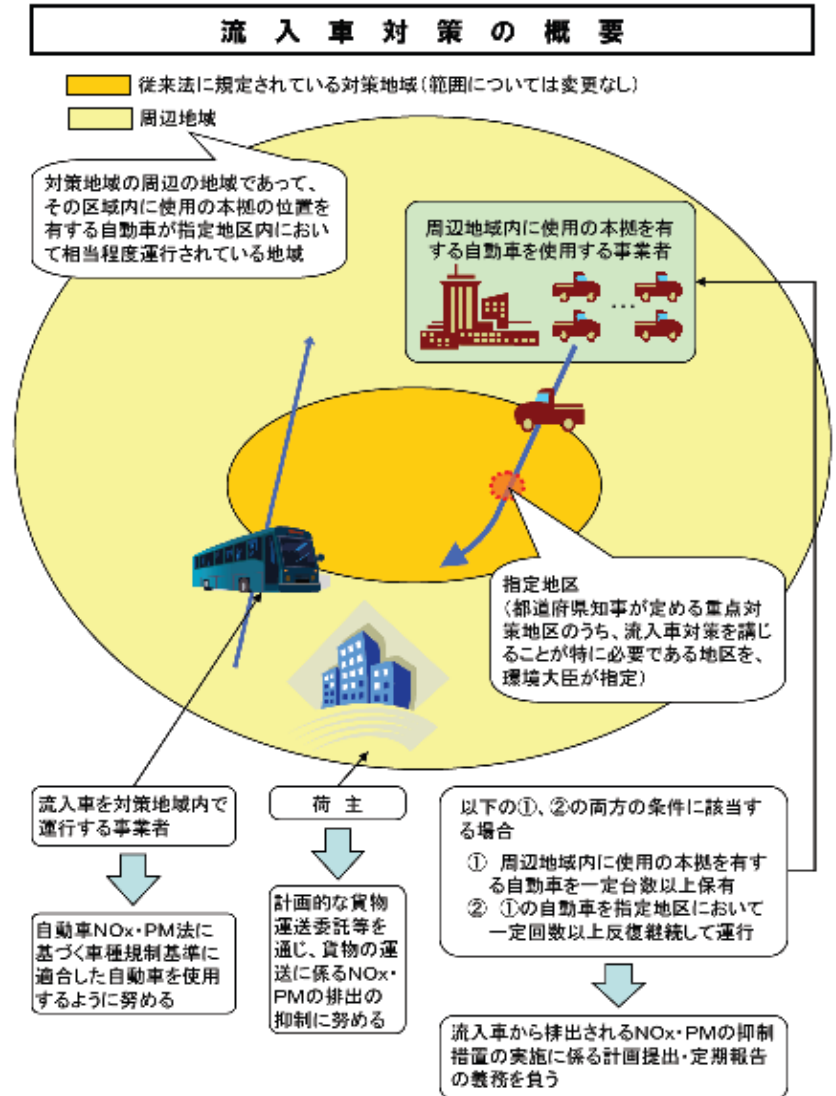 流入車対策の概要
従来法に規定されている対策地域(範囲については変更なし)
周辺地域
対策地域の周辺の地域であって、
その区域内に使用の本拠の位置を
有する自動車が指定地区内におい
て相当程度運行されている地域
周辺地域内に使用の本拠を有
する自動車を使用する事業者
…
指定地区
(都道府県知事が定める重点対
策地区のうち、流入車対策を講じ
ることが特に必要である地区を、
環境大臣が指定)
流入車を対策地域内で
運行する事業者
自動車NOx・PM法に
基づく車種規制基準に
適合した自動車を使用
するように努める
荷主
計画的な貨物
運送委託等を
通じ、貨物の運
送に係るNOx・
PMの排出の
抑制に努める
以下の①、②の両方の条件に該当す
る場合
① 周辺地域内に使用の本拠を有す
る自動車を一定台数以上保有
② ①の自動車を指定地区において
一定回数以上反復継続して運行
流入車から排出されるNOx・PMの抑制
措置の実施に係る計画提出・定期報告
の義務を負う